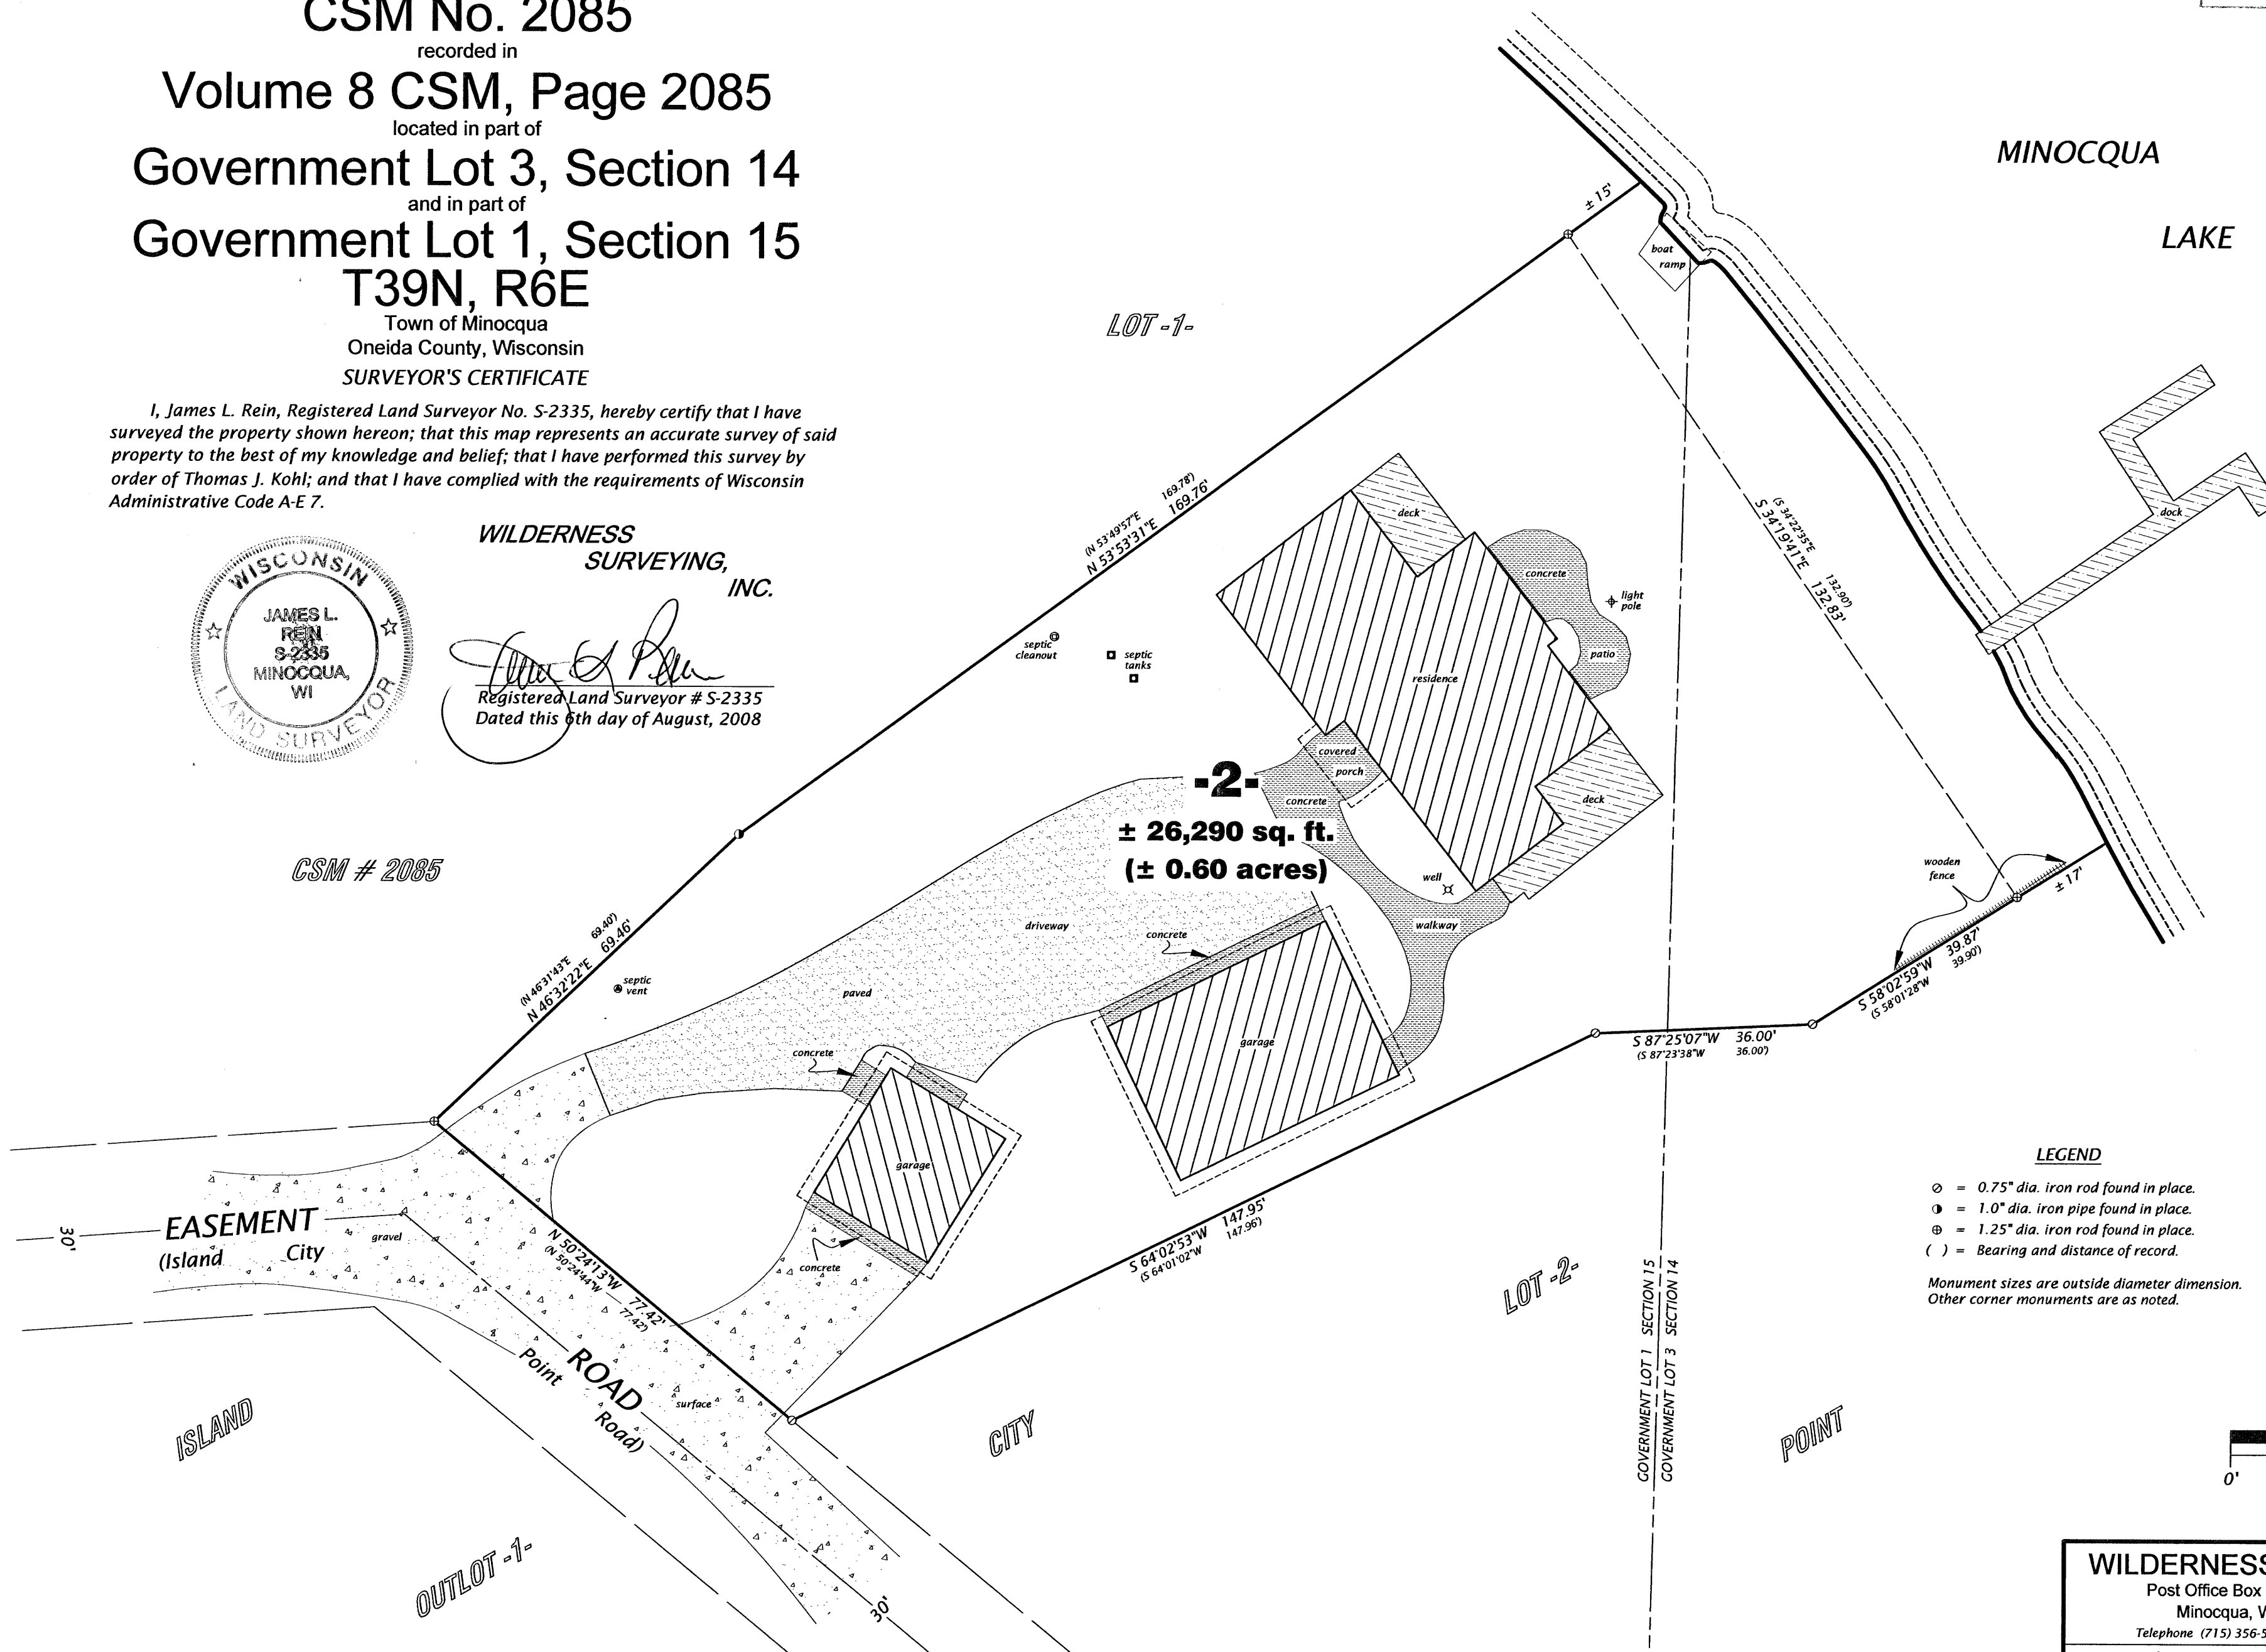 CSM No. 2085
recorded in
Volume 8 CSM, Page 2085
located in part of
Government Lot 3, Section 14
and in part of
Government Lot 1, Section 15
T39N, R6E
Town of Minocqua
Oneida County, Wisconsin
SURVEYOR'S CERTIFICATE
I, James L. Rein, Registered Land Surveyor No. S-2335, hereby certify that I have
surveyed the property shown hereon; that this map represents an accurate survey of said
property to the best of my knowledge and belief; that I have performed this survey by
order of Thomas J. Kohl; and that I have complied with the requirements of Wisconsin
Administrative Code A-E 7.
WILDERNESS
SURVEYING,
INC.
WISCONSIN
JAMES L.
REIN
S-2335
MINOCQUA,
WI
LAND SURVEYOR
Registered Land Surveyor # S-2335
Dated this 6th day of August, 2008
MINOCQUA
LAKE
LOT -1-
± 15'
boat
ramp
(N 53°49'57"E 169.78')
N 53°53'31"E 169.76'
(S 34°22'35"E 132.90')
S 34°19'41"E 132.83'
dock
deck
concrete
light
pole
patio
residence
septic
cleanout
septic
tanks
covered
porch
concrete
deck
-2-
± 26,290 sq. ft.
(± 0.60 acres)
well
walkway
wooden
fence
± 17'
CSM # 2085
(N 46°31'43"E 69.40')
N 46°32'22"E 69.46'
septic
vent
driveway
paved
concrete
concrete
garage
garage
concrete
S 58°02'59"W 39.87'
(S 58°01'28"W 39.90')
S 87°25'07"W 36.00'
(S 87°23'38"W 36.00')
S 64°02'53"W 147.95'
(S 64°01'02"W 147.96')
N 50°24'13"W 77.42'
(N 50°24'44"W 77.42')
30'
EASEMENT
(Island City
gravel
ROAD
Point
Road)
surface
30'
LOT -2-
GOVERNMENT LOT 1 SECTION 15
GOVERNMENT LOT 3 SECTION 14
ISLAND
CITY
POINT
OUTLOT -1-
LEGEND
⊘ = 0.75" dia. iron rod found in place.
◑ = 1.0" dia. iron pipe found in place.
⊕ = 1.25" dia. iron rod found in place.
( ) = Bearing and distance of record.
Monument sizes are outside diameter dimension.
Other corner monuments are as noted.
0'
WILDERNESS
Post Office Box
Minocqua,
Telephone (715) 356-